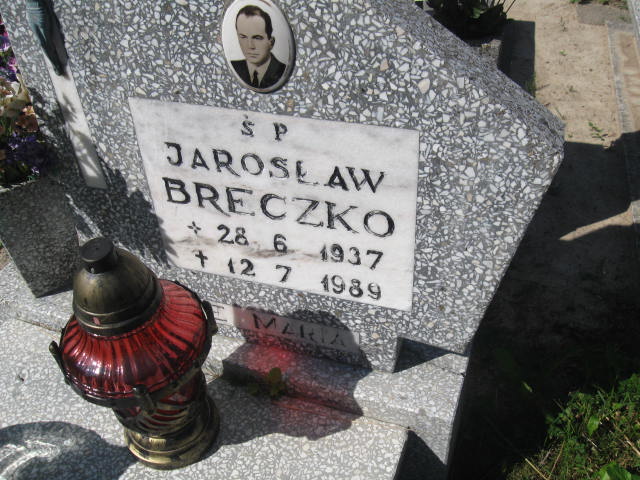 Ś P
JAROSŁAW
BRECZKO
* 28 6 1937
† 12 7 1989
E MARIA